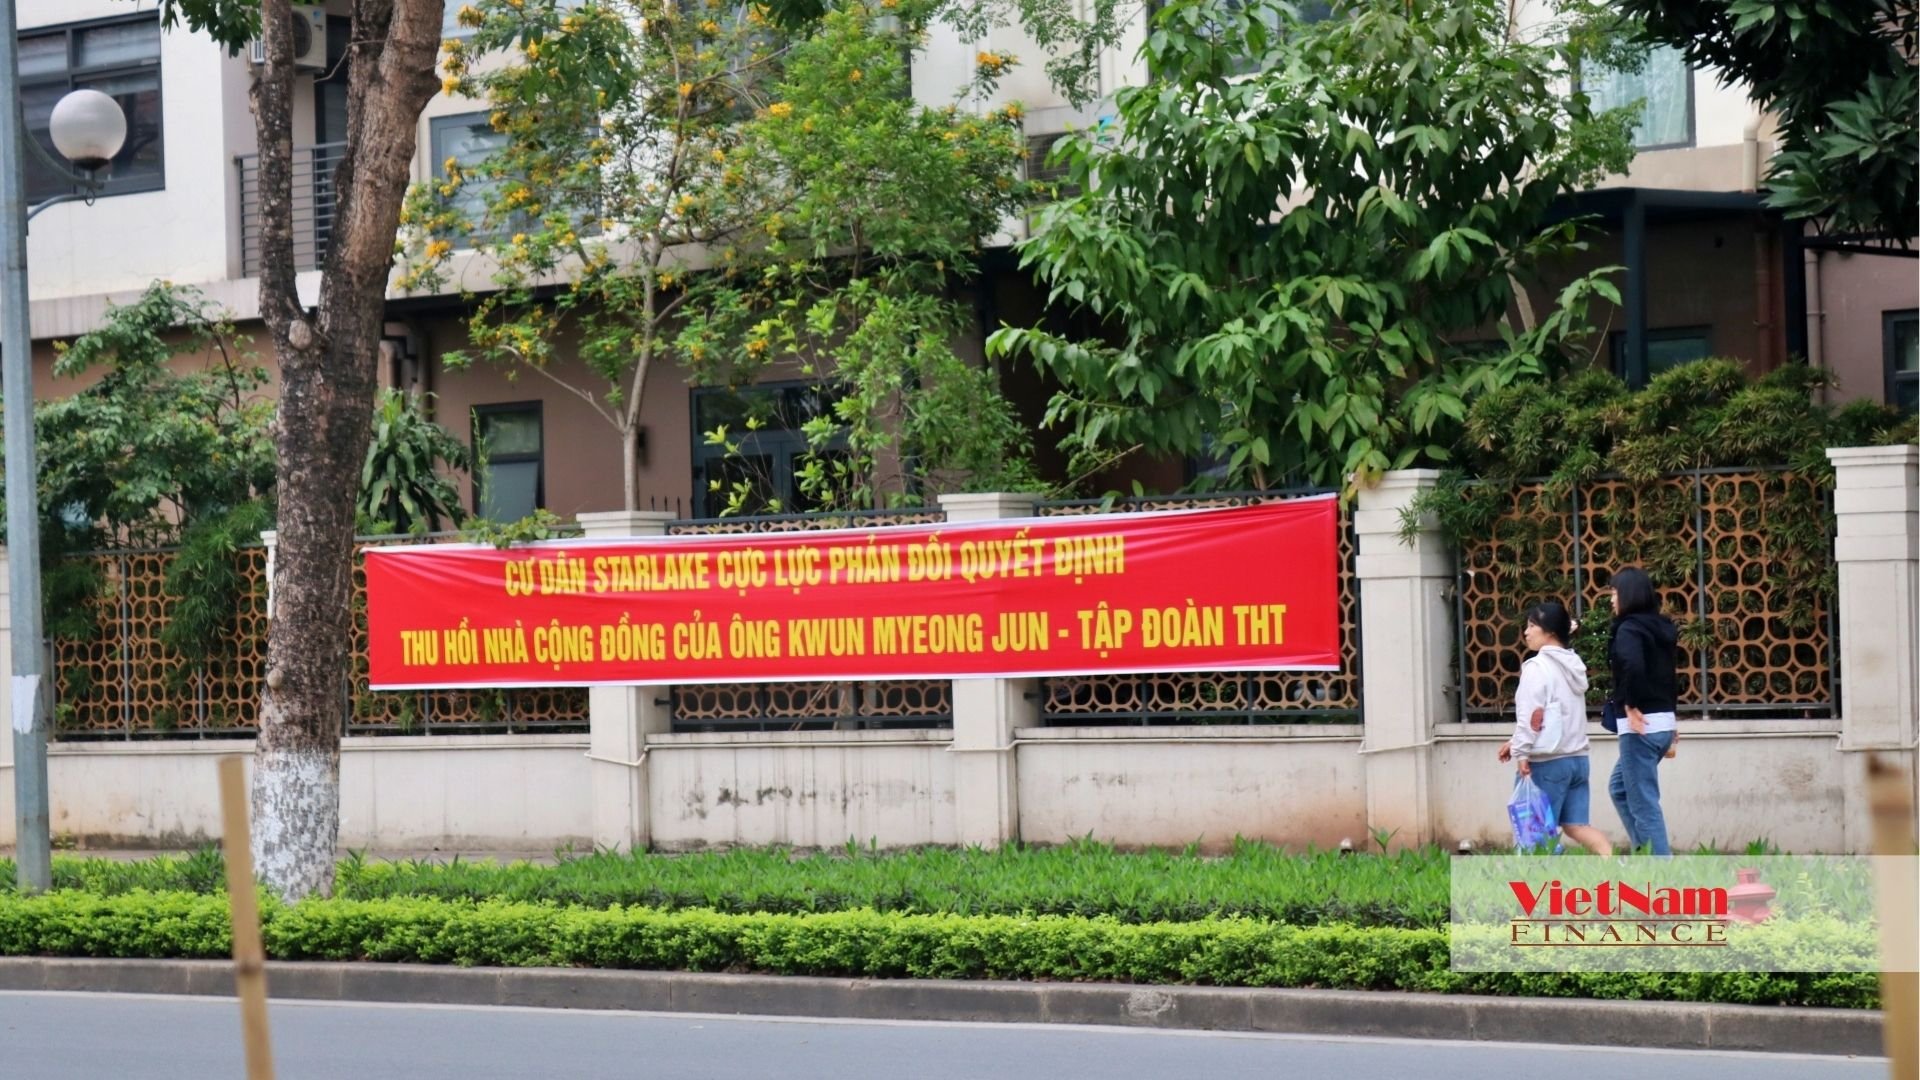 CƯ DÂN STARLAKE CỰC LỰC PHẢN ĐỐI QUYẾT ĐỊNH
THU HỒI NHÀ CỘNG ĐỒNG CỦA ÔNG KWUN MYEONG JUN - TẬP ĐOÀN THT
VIETNAM
FINANCE